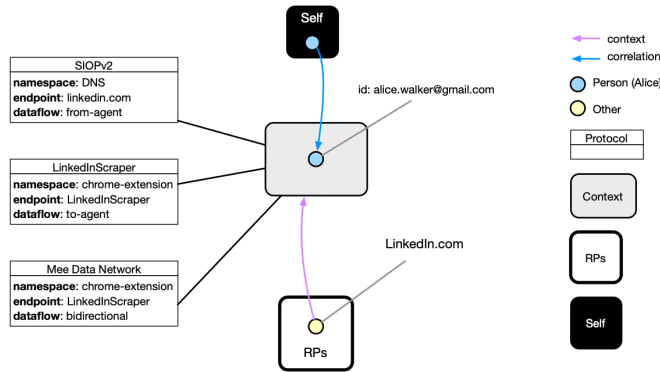 Self
SIOPv2
namespace: DNS
endpoint: linkedin.com
dataflow: from-agent
id: alice.walker@gmail.com
LinkedInScraper
namespace: chrome-extension
endpoint: LinkedInScraper
dataflow: to-agent
LinkedIn.com
Mee Data Network
namespace: chrome-extension
endpoint: LinkedInScraper
dataflow: bidirectional
RPs
context
correlation
Person (Alice)
Other
Protocol
Context
RPs
Self